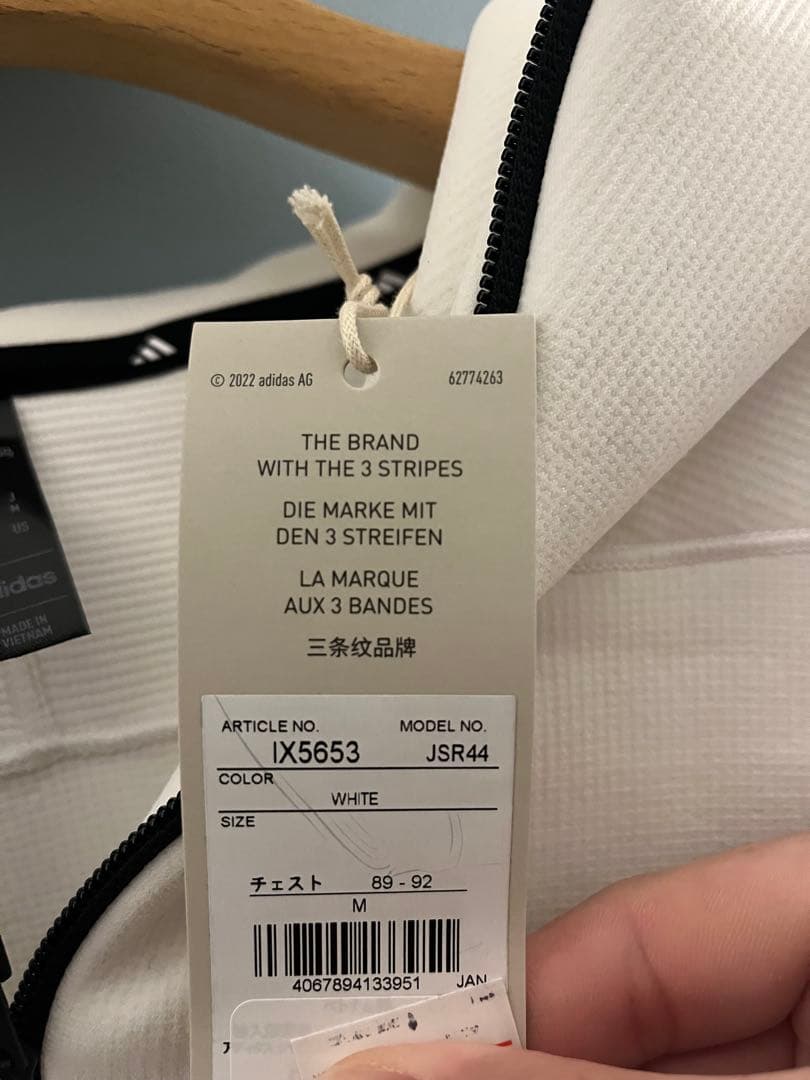 © 2022 adidas AG 62774263
THE BRAND
WITH THE 3 STRIPES
DIE MARKE MIT
DEN 3 STREIFEN
LA MARQUE
AUX 3 BANDES
三条纹品牌
ARTICLE NO. MODEL NO.
IX5653 JSR44
COLOR
WHITE
SIZE
チェスト 89 - 92
M
4067894133951 JAN
J
M
US
adidas
MADE IN
VIETNAM